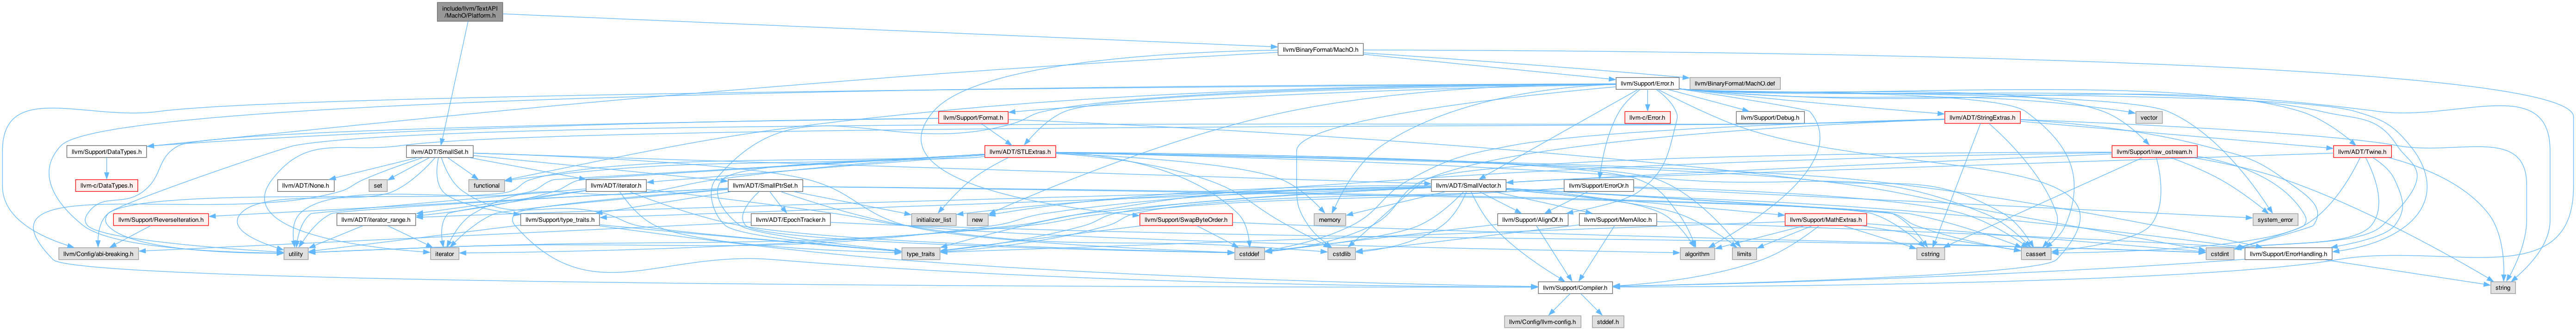 include/llvm/TextAPI
/MachO/Platform.h
llvm/BinaryFormat/MachO.h
llvm/Support/Error.h
llvm/BinaryFormat/MachO.def
llvm/Support/Format.h
llvm-c/Error.h
llvm/Support/Debug.h
llvm/ADT/StringExtras.h
vector
llvm/Support/DataTypes.h
llvm/ADT/SmallSet.h
llvm/ADT/STLExtras.h
llvm/Support/raw_ostream.h
llvm/ADT/Twine.h
llvm-c/DataTypes.h
llvm/ADT/None.h
set
functional
llvm/ADT/iterator.h
llvm/ADT/SmallPtrSet.h
llvm/ADT/SmallVector.h
llvm/Support/ErrorOr.h
llvm/Support/ReverseIteration.h
llvm/ADT/iterator_range.h
llvm/Support/type_traits.h
llvm/ADT/EpochTracker.h
initializer_list
new
llvm/Support/SwapByteOrder.h
memory
llvm/Support/AlignOf.h
llvm/Support/MemAlloc.h
llvm/Support/MathExtras.h
system_error
llvm/Config/abi-breaking.h
utility
iterator
type_traits
cstddef
cstdlib
algorithm
limits
cstring
cassert
cstdint
llvm/Support/ErrorHandling.h
llvm/Support/Compiler.h
string
llvm/Config/llvm-config.h
stddef.h